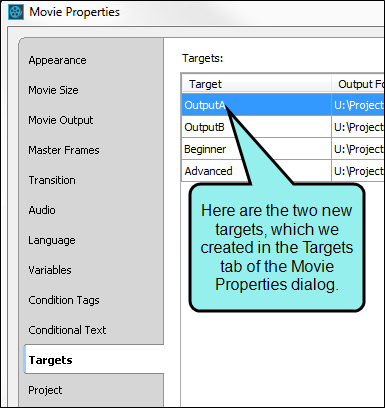 Movie Properties
Appearance
Movie Size
Movie Output
Master Frames
Transition
Audio
Language
Variables
Condition Tags
Conditional Text
Targets
Project
Targets:
Target Output Fo
OutputA U:\Project
OutputB U:\Project
Beginner U:\Project
Advanced U:\Project
Here are the two new
targets, which we
created in the Targets
tab of the Movie
Properties dialog.